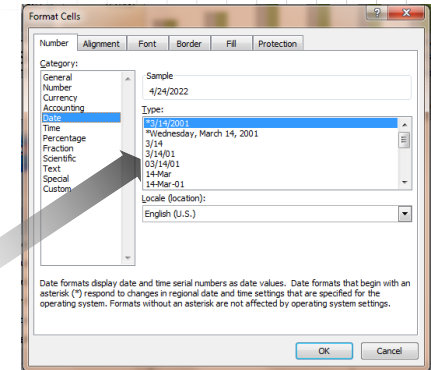 Format Cells
Number Alignment Font Border Fill Protection
Category:
General
Number
Currency
Accounting
Date
Time
Percentage
Fraction
Scientific
Text
Special
Custom
Sample
4/24/2022
Type:
*3/14/2001
*Wednesday, March 14, 2001
3/14
3/14/01
03/14/01
14-Mar
14-Mar-01
Locale (location):
English (U.S.)
Date formats display date and time serial numbers as date values.  Date formats that begin with an
asterisk (*) respond to changes in regional date and time settings that are specified for the
operating system. Formats without an asterisk are not affected by operating system settings.
OK Cancel